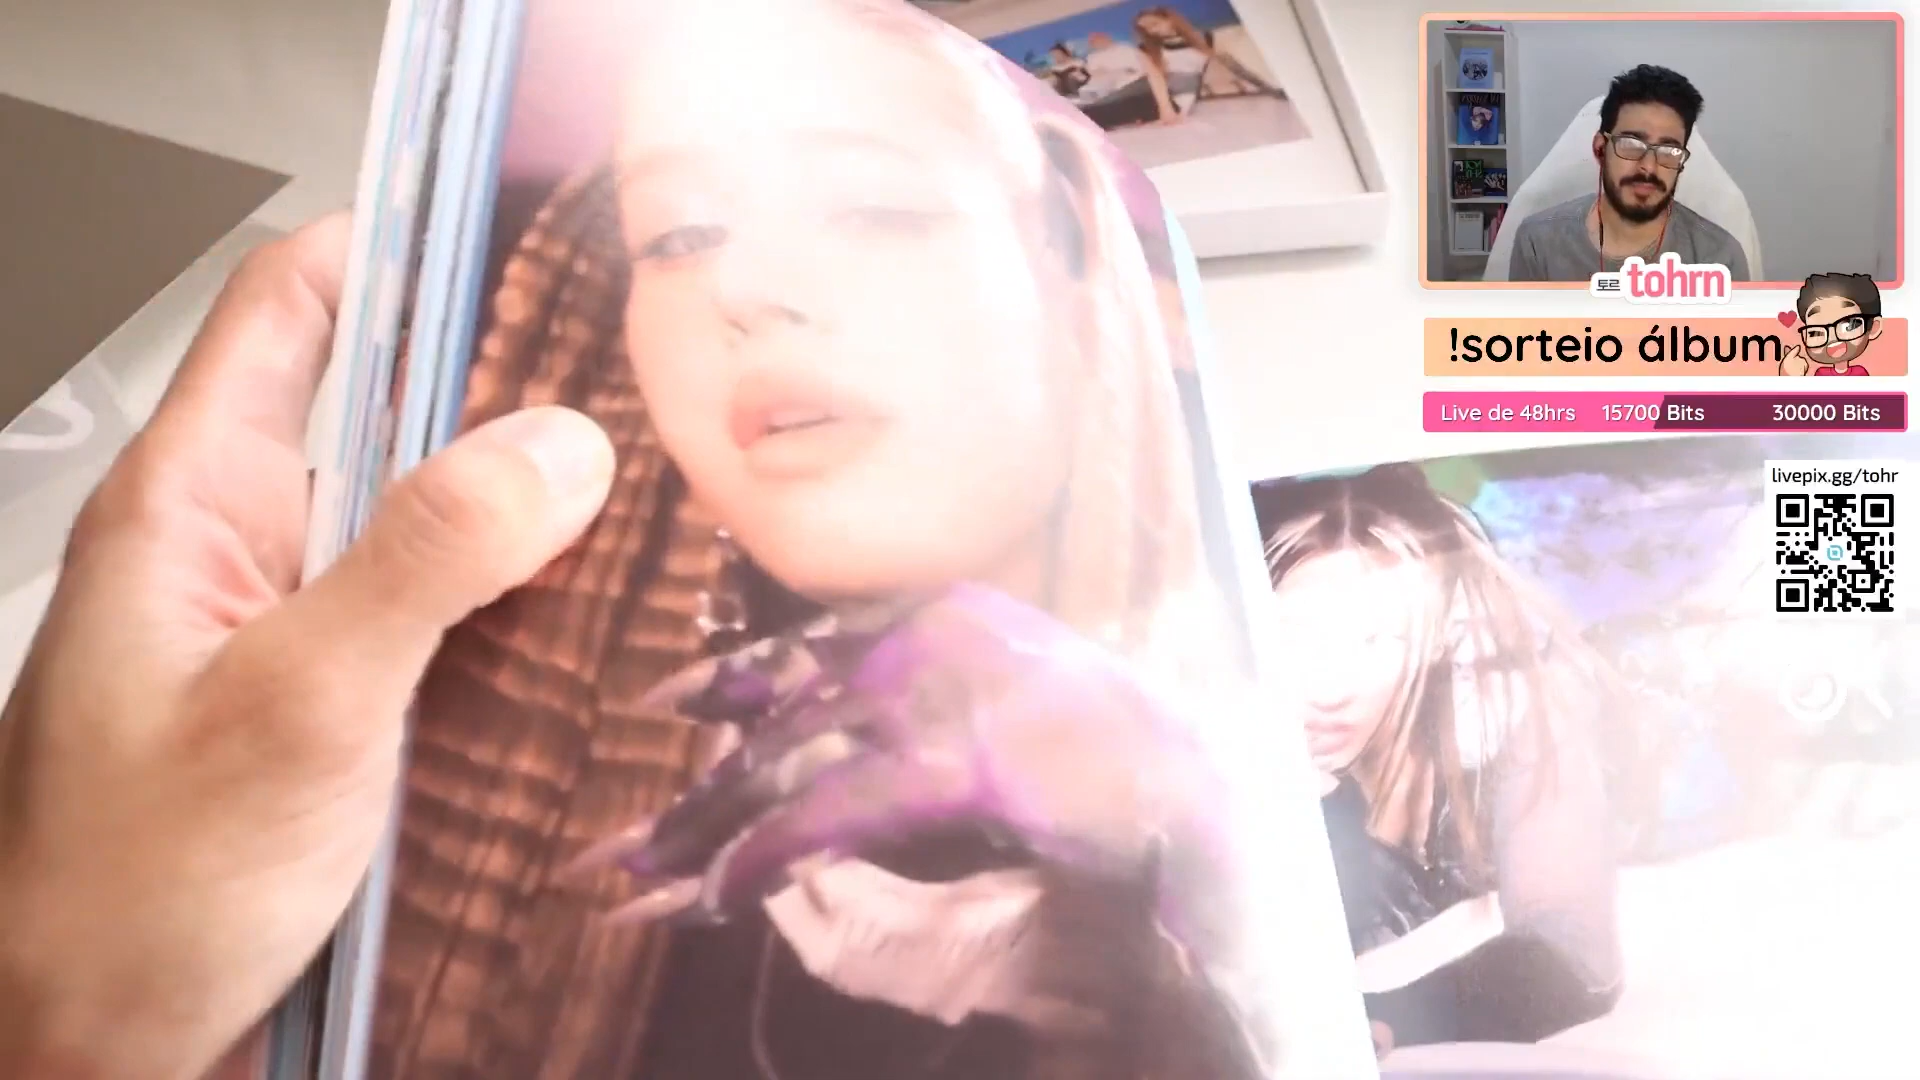 토르 tohrn
!sorteio álbum
Live de 48hrs 15700 Bits 30000 Bits
livepix.gg/tohr